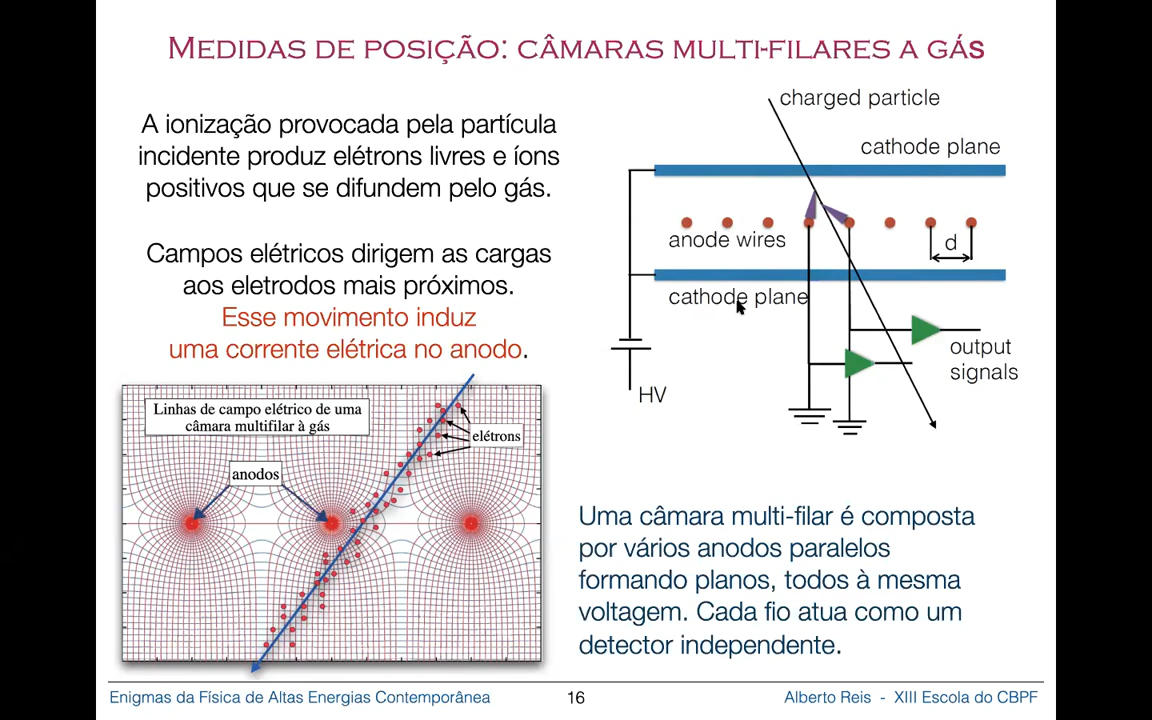 MEDIDAS DE POSIÇÃO: CÂMARAS MULTI-FILARES A GÁS
A ionização provocada pela partícula
incidente produz elétrons livres e íons
positivos que se difundem pelo gás.
Campos elétricos dirigem as cargas
aos eletrodos mais próximos.
Esse movimento induz
uma corrente elétrica no anodo.
charged particle
cathode plane
anode wires
d
cathode plane
output
signals
HV
Linhas de campo elétrico de uma
câmara multifilar à gás
elétrons
anodos
Uma câmara multi-filar é composta
por vários anodos paralelos
formando planos, todos à mesma
voltagem. Cada fio atua como um
detector independente.
Enigmas da Física de Altas Energias Contemporânea
16
Alberto Reis - XIII Escola do CBPF